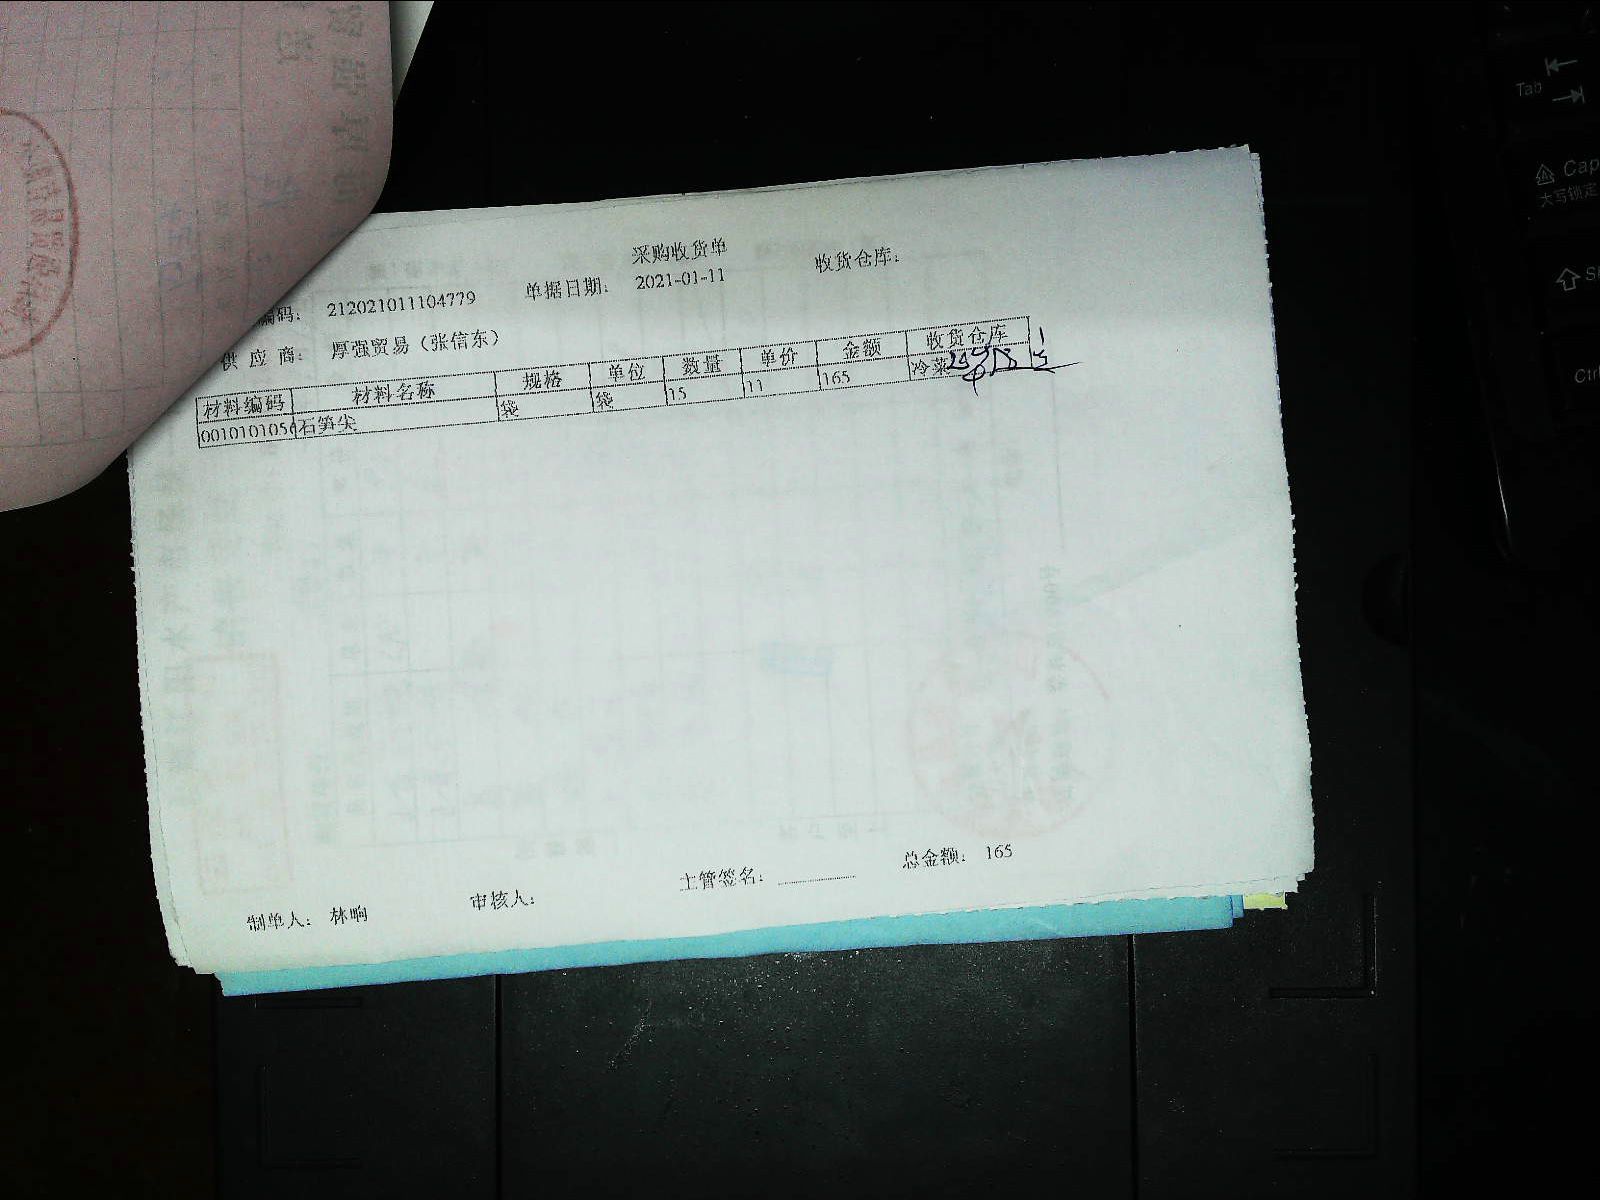 采购收货单
编码： 212021011104779 单据日期： 2021-01-11 收货仓库：
供 应 商： 厚强贸易（张信东）
材料编码 材料名称 规格 单位 数量 单价 金额 收货仓库
0010101056 石笋尖 袋 袋 15 11 165 冷菜
制单人： 林响 审核人： 主管签名： 总金额： 165
Tab
Cap
大写锁定
Ctrl